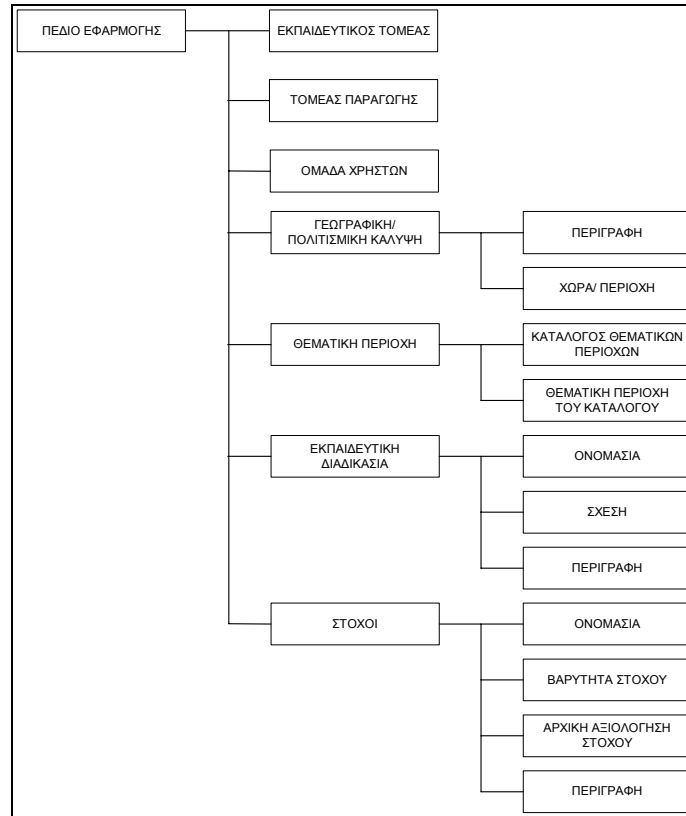 ΠΕΔΙΟ ΕΦΑΡΜΟΓΗΣ
ΕΚΠΑΙΔΕΥΤΙΚΟΣ ΤΟΜΕΑΣ
ΤΟΜΕΑΣ ΠΑΡΑΓΩΓΗΣ
ΟΜΑΔΑ ΧΡΗΣΤΩΝ
ΓΕΩΓΡΑΦΙΚΗ/
ΠΟΛΙΤΙΣΜΙΚΗ ΚΑΛΥΨΗ
ΠΕΡΙΓΡΑΦΗ
ΧΩΡΑ/ ΠΕΡΙΟΧΗ
ΘΕΜΑΤΙΚΗ ΠΕΡΙΟΧΗ
ΚΑΤΑΛΟΓΟΣ ΘΕΜΑΤΙΚΩΝ
ΠΕΡΙΟΧΩΝ
ΘΕΜΑΤΙΚΗ ΠΕΡΙΟΧΗ
ΤΟΥ ΚΑΤΑΛΟΓΟΥ
ΕΚΠΑΙΔΕΥΤΙΚΗ
ΔΙΑΔΙΚΑΣΙΑ
ΟΝΟΜΑΣΙΑ
ΣΧΕΣΗ
ΠΕΡΙΓΡΑΦΗ
ΣΤΟΧΟΙ
ΟΝΟΜΑΣΙΑ
ΒΑΡΥΤΗΤΑ ΣΤΟΧΟΥ
ΑΡΧΙΚΗ ΑΞΙΟΛΟΓΗΣΗ
ΣΤΟΧΟΥ
ΠΕΡΙΓΡΑΦΗ